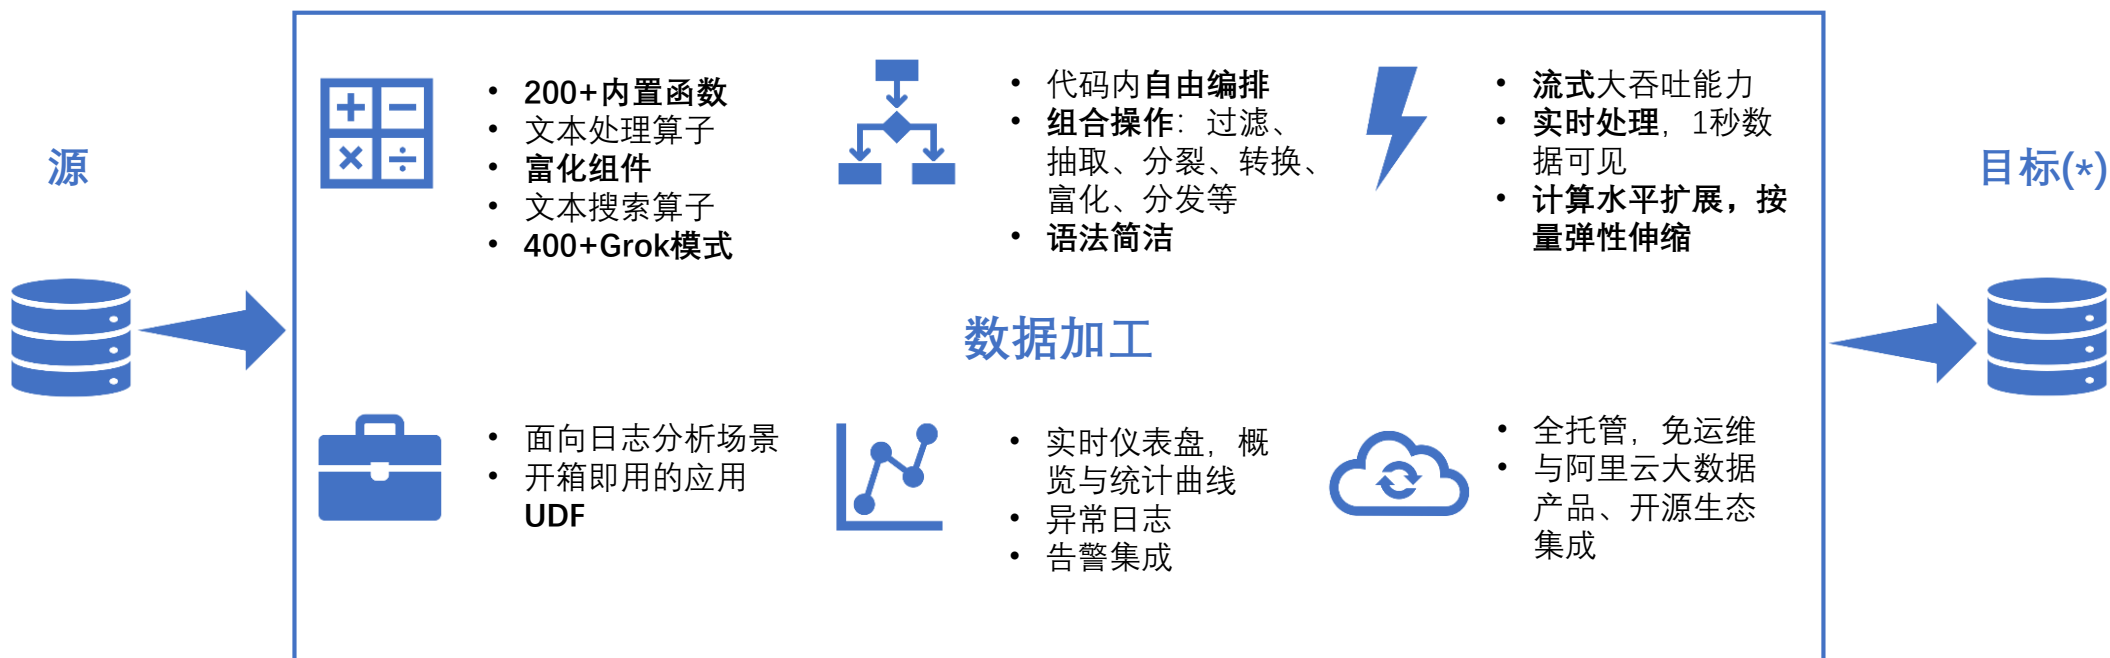 源
• 200+内置函数
• 文本处理算子
• 富化组件
• 文本搜索算子
• 400+Grok模式
• 代码内自由编排
• 组合操作：过滤、
抽取、分裂、转换、
富化、分发等
• 语法简洁
• 流式大吞吐能力
• 实时处理，1秒数
据可见
• 计算水平扩展，按
量弹性伸缩
目标(*)
数据加工
• 面向日志分析场景
• 开箱即用的应用
UDF
• 实时仪表盘，概
览与统计曲线
• 异常日志
• 告警集成
• 全托管，免运维
• 与阿里云大数据
产品、开源生态
集成